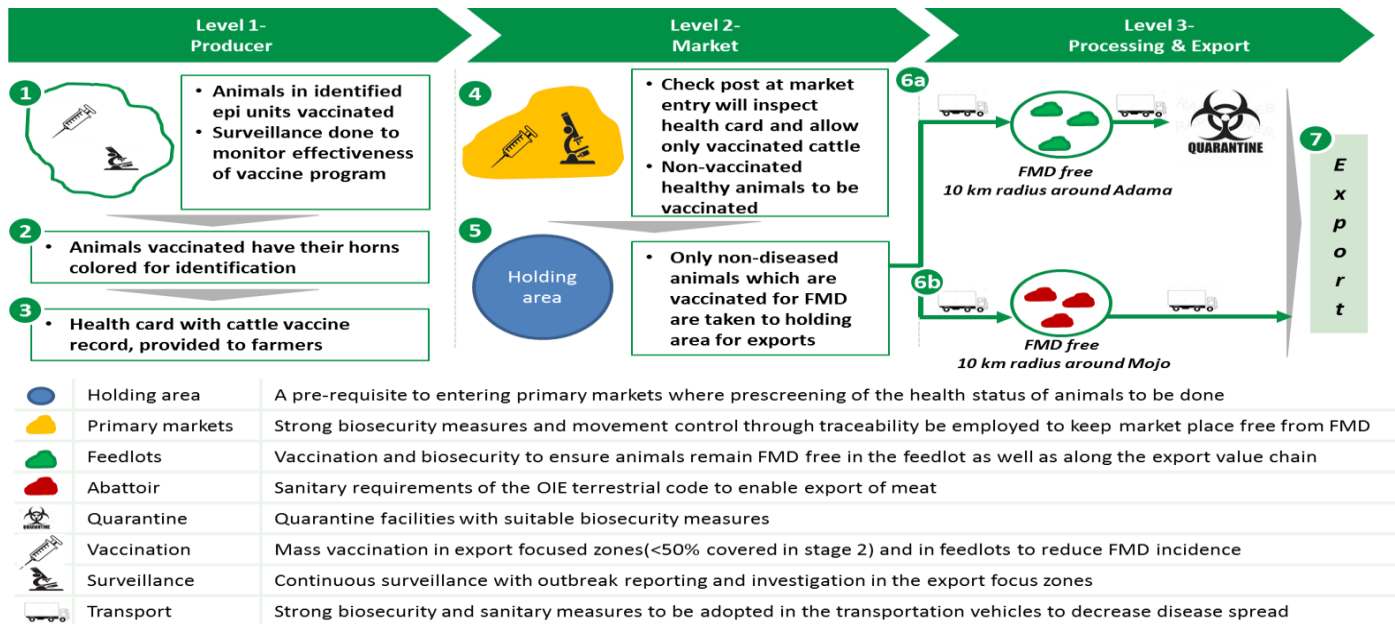 Level 1-
Producer
Level 2-
Market
Level 3-
Processing & Export
1
• Animals in identified
epi units vaccinated
• Surveillance done to
monitor effectiveness
of vaccine program
2
• Animals vaccinated have their horns
colored for identification
3
• Health card with cattle vaccine
record, provided to farmers
4
• Check post at market
entry will inspect
health card and allow
only vaccinated cattle
• Non-vaccinated
healthy animals to be
vaccinated
5
Holding
area
• Only non-diseased
animals which are
vaccinated for FMD
are taken to holding
area for exports
6a
QUARANTINE
FMD free
10 km radius around Adama
6b
FMD free
10 km radius around Mojo
7
E
x
p
o
r
t
Holding area A pre-requisite to entering primary markets where prescreening of the health status of animals to be done
Primary markets Strong biosecurity measures and movement control through traceability be employed to keep market place free from FMD
Feedlots Vaccination and biosecurity to ensure animals remain FMD free in the feedlot as well as along the export value chain
Abattoir Sanitary requirements of the OIE terrestrial code to enable export of meat
QUARANTINE Quarantine Quarantine facilities with suitable biosecurity measures
Vaccination Mass vaccination in export focused zones(<50% covered in stage 2) and in feedlots to reduce FMD incidence
Surveillance Continuous surveillance with outbreak reporting and investigation in the export focus zones
Transport Strong biosecurity and sanitary measures to be adopted in the transportation vehicles to decrease disease spread